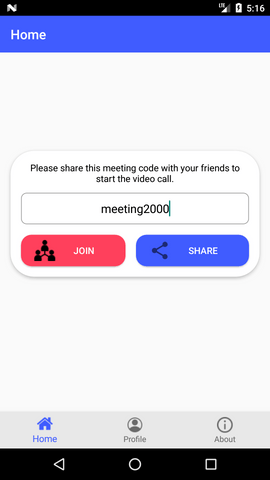 LTE 5:16
Home
Please share this meeting code with your friends to
start the video call.
meeting2000
JOIN SHARE
Home Profile About